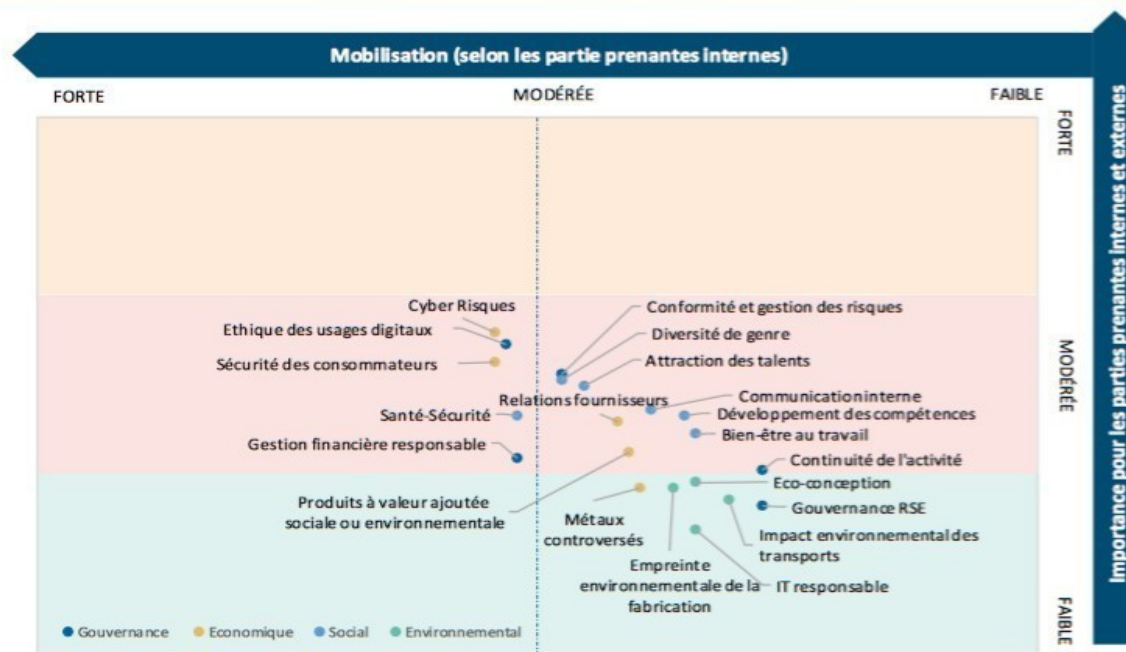 Mobilisation (selon les partie prenantes internes)
FORTE
MODÉRÉE
FAIBLE
Importance pour les parties prenantes internes et externes
FORTE
MODÉRÉE
FAIBLE
Cyber Risques
Ethique des usages digitaux
Sécurité des consommateurs
Santé-Sécurité
Gestion financière responsable
Conformité et gestion des risques
Diversité de genre
Attraction des talents
Relations fournisseurs
Communication interne
Développement des compétences
Bien-être au travail
Continuité de l'activité
Eco-conception
Gouvernance RSE
Produits à valeur ajoutée
sociale ou environnementale
Métaux
controversés
Impact environnemental des
transports
Empreinte
environnementale de la
fabrication
IT responsable
Gouvernance
Economique
Social
Environnemental